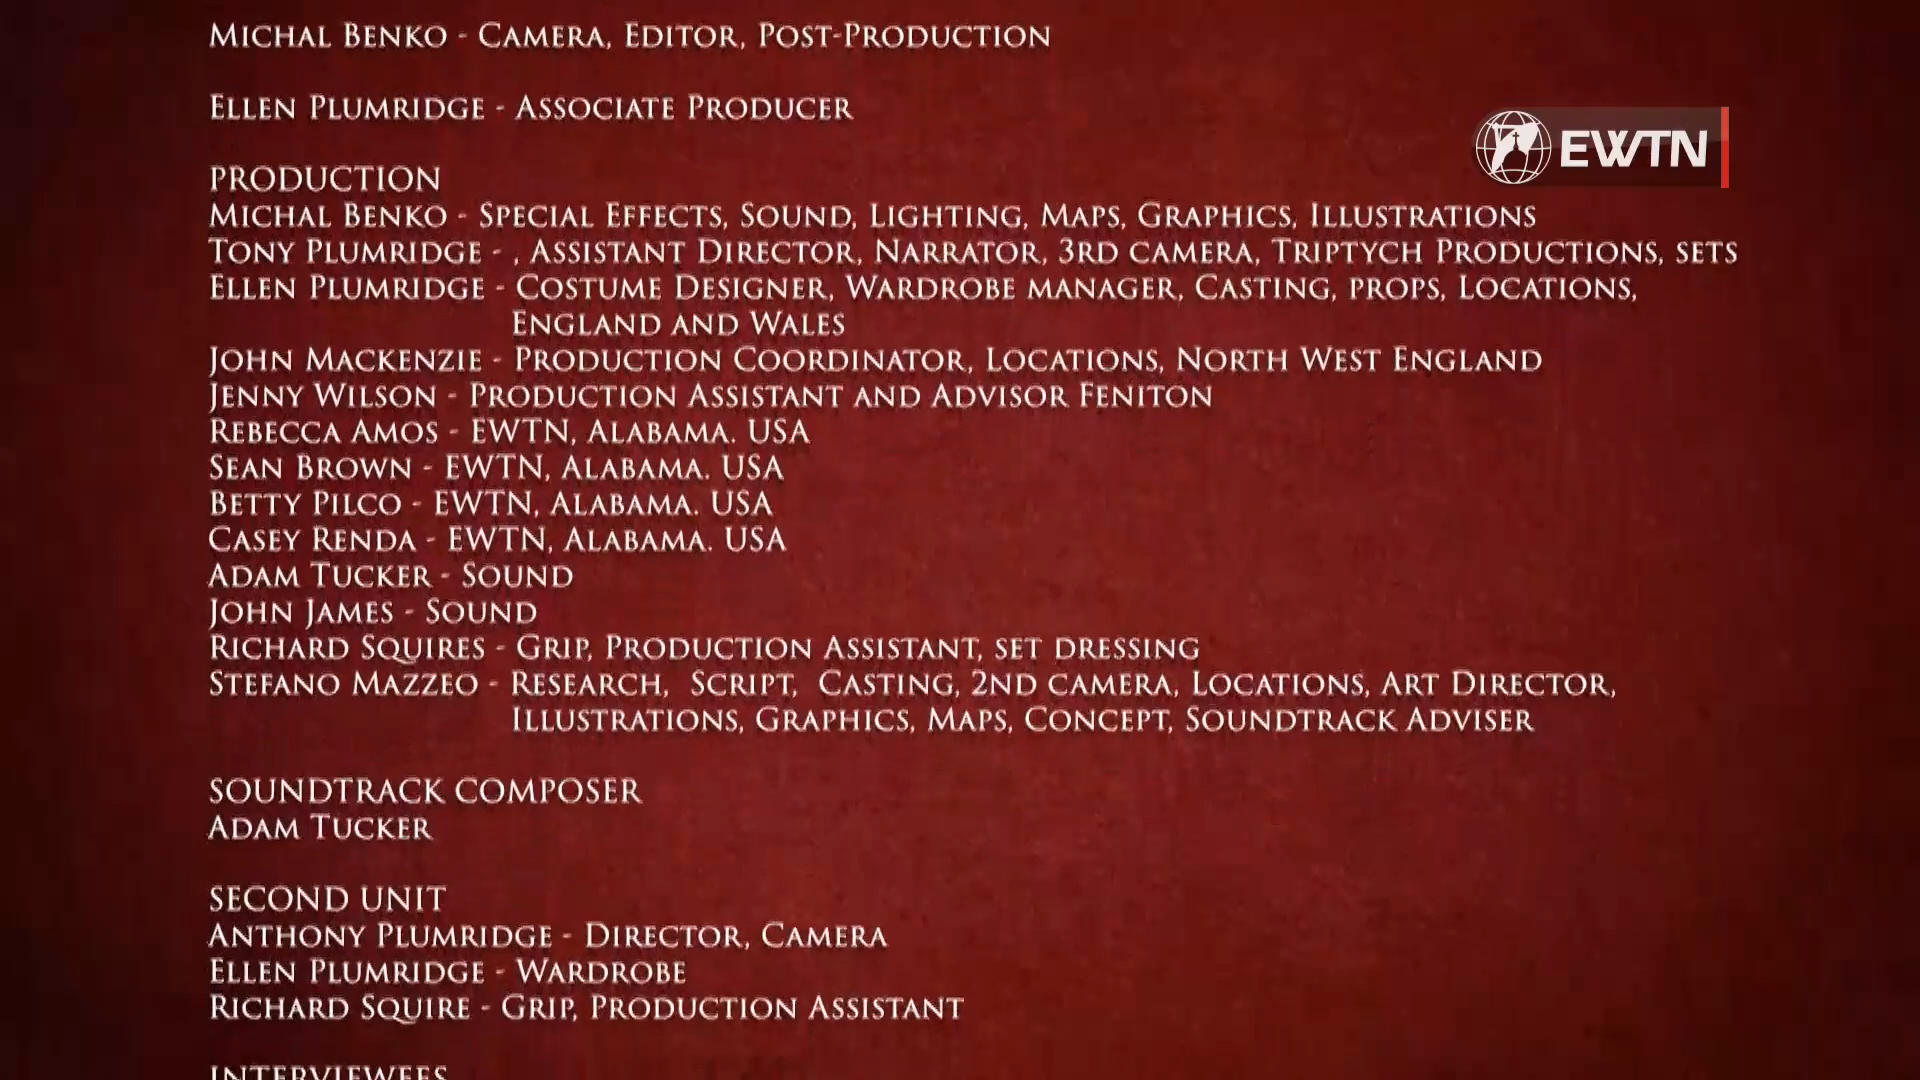 Michal Benko - Camera, Editor, Post-Production
Ellen Plumridge - Associate Producer
EWTN
PRODUCTION
Michal Benko - Special Effects, Sound, Lighting, Maps, Graphics, Illustrations
Tony Plumridge - , Assistant Director, Narrator, 3rd camera, Triptych Productions, sets
Ellen Plumridge - Costume Designer, Wardrobe manager, Casting, props, Locations,
England and Wales
John Mackenzie - Production Coordinator, Locations, North West England
Jenny Wilson - Production Assistant and Advisor Feniton
Rebecca Amos - EWTN, Alabama. USA
Sean Brown - EWTN, Alabama. USA
Betty Pilco - EWTN, Alabama. USA
Casey Renda - EWTN, Alabama. USA
Adam Tucker - Sound
John James - Sound
Richard Squires - Grip, Production Assistant, set dressing
Stefano Mazzeo - Research, Script, Casting, 2nd camera, Locations, Art Director,
Illustrations, Graphics, Maps, Concept, Soundtrack Adviser
SOUNDTRACK COMPOSER
Adam Tucker
SECOND UNIT
Anthony Plumridge - Director, Camera
Ellen Plumridge - Wardrobe
Richard Squire - Grip, Production Assistant
INTERVIEWEES